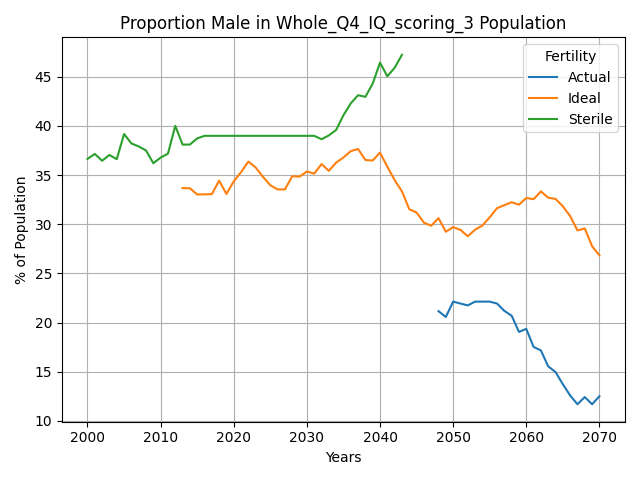 Proportion Male in Whole_Q4_IQ_scoring_3 Population
% of Population
45
40
35
30
25
20
15
10
Fertility
Actual
Ideal
Sterile
2000 2010 2020 2030 2040 2050 2060 2070
Years